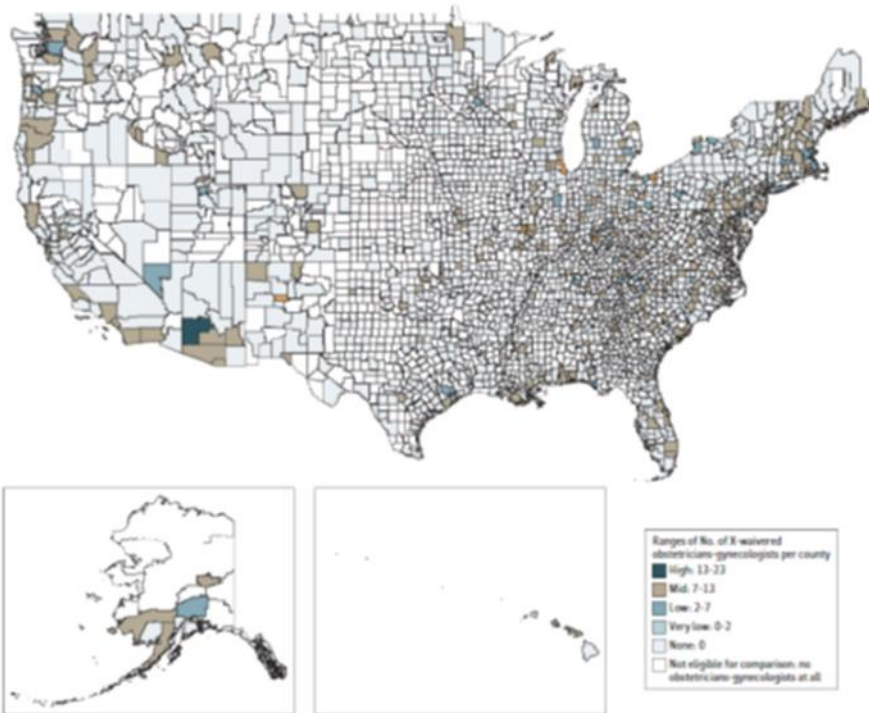 Ranges of No. of X-waivered
obstetricians-gynecologists per county
High: 13-23
Mid: 7-13
Low: 2-7
Very low: 0-2
None: 0
Not eligible for comparison: no
obstetricians-gynecologists at all